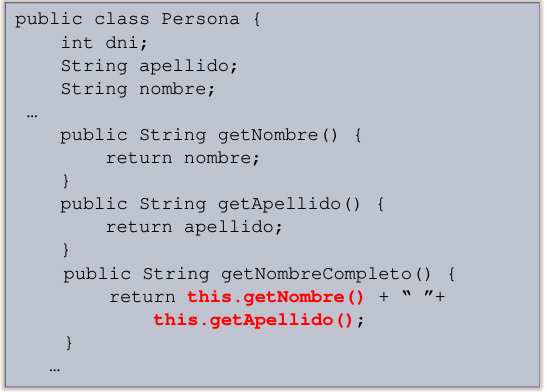 public class Persona {
int dni;
String apellido;
String nombre;
…
public String getNombre() {
return nombre;
}
public String getApellido() {
return apellido;
}
public String getNombreCompleto() {
return this.getNombre() + “ ”+
this.getApellido();
}
…